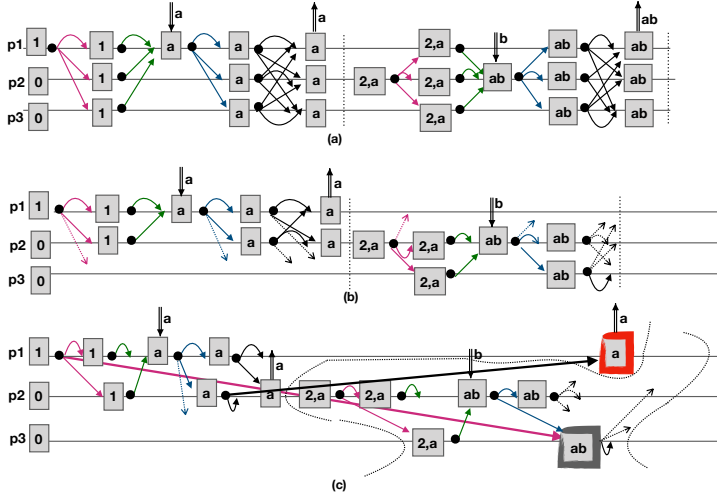 a ab
p1 1 1 a a a b ab ab
p2 0 1 a a 2,a 2,a ab ab ab
p3 0 1 a a 2,a ab ab
(a)
a a
p1 1 1 a a a b
p2 0 1 a a 2,a 2,a ab ab
p3 0 2,a ab
(b)
a a
p1 1 1 a a a a
p2 0 1 a a 2,a 2,a b ab ab
p3 0 2,a ab
(c)